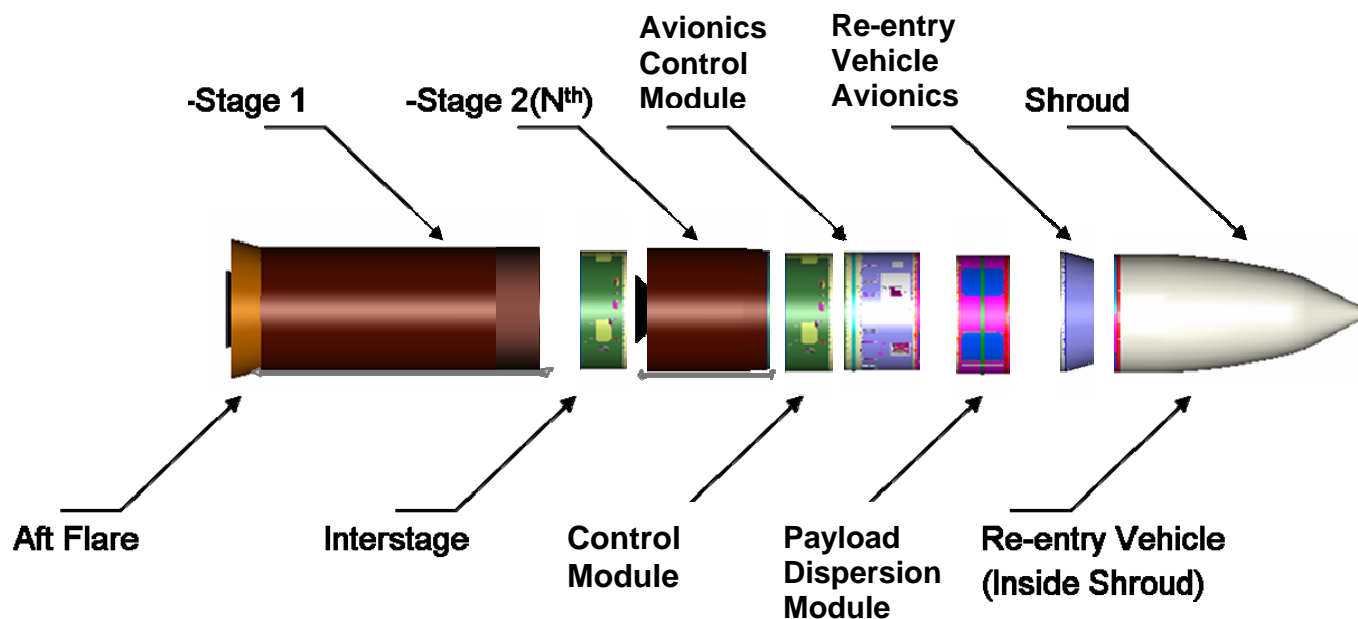 Avionics
Control
Module
Re-entry
Vehicle
Avionics
-Stage 1
-Stage 2(Nth)
Shroud
Aft Flare
Interstage
Control
Module
Payload
Dispersion
Module
Re-entry Vehicle
(Inside Shroud)